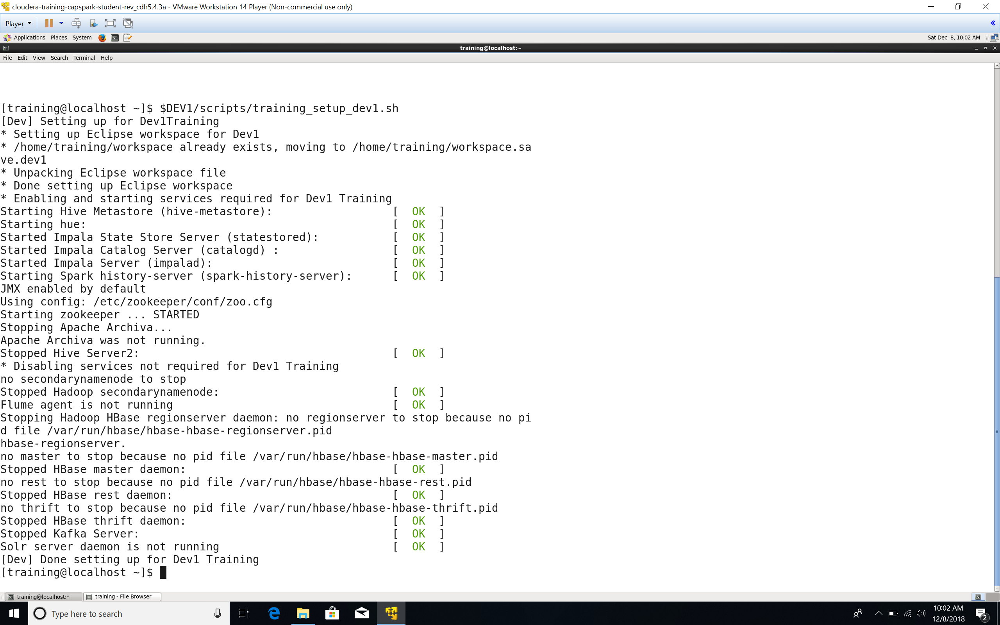 cloudera-training-capspark-student-rev_cdh5.4.3a - VMware Workstation 14 Player (Non-commercial use only)
Player
Applications Places System Sat Dec 8, 10:02 AM
training@localhost:~
File Edit View Search Terminal Help
[training@localhost ~]$ $DEV1/scripts/training_setup_dev1.sh
[Dev] Setting up for Dev1Training
* Setting up Eclipse workspace for Dev1
* /home/training/workspace already exists, moving to /home/training/workspace.sa
ve.dev1
* Unpacking Eclipse workspace file
* Done setting up Eclipse workspace
* Enabling and starting services required for Dev1 Training
Starting Hive Metastore (hive-metastore): [ OK ]
Starting hue: [ OK ]
Started Impala State Store Server (statestored): [ OK ]
Started Impala Catalog Server (catalogd) : [ OK ]
Started Impala Server (impalad): [ OK ]
Starting Spark history-server (spark-history-server): [ OK ]
JMX enabled by default
Using config: /etc/zookeeper/conf/zoo.cfg
Starting zookeeper ... STARTED
Stopping Apache Archiva...
Apache Archiva was not running.
Stopped Hive Server2: [ OK ]
* Disabling services not required for Dev1 Training
no secondarynamenode to stop
Stopped Hadoop secondarynamenode: [ OK ]
Flume agent is not running [ OK ]
Stopping Hadoop HBase regionserver daemon: no regionserver to stop because no pi
d file /var/run/hbase/hbase-hbase-regionserver.pid
hbase-regionserver.
no master to stop because no pid file /var/run/hbase/hbase-hbase-master.pid
Stopped HBase master daemon: [ OK ]
no rest to stop because no pid file /var/run/hbase/hbase-hbase-rest.pid
Stopped HBase rest daemon: [ OK ]
no thrift to stop because no pid file /var/run/hbase/hbase-hbase-thrift.pid
Stopped HBase thrift daemon: [ OK ]
Stopped Kafka Server: [ OK ]
Solr server daemon is not running [ OK ]
[Dev] Done setting up for Dev1 Training
[training@localhost ~]$
training@localhost:~ training - File Browser
Type here to search
10:02 AM
12/8/2018
2